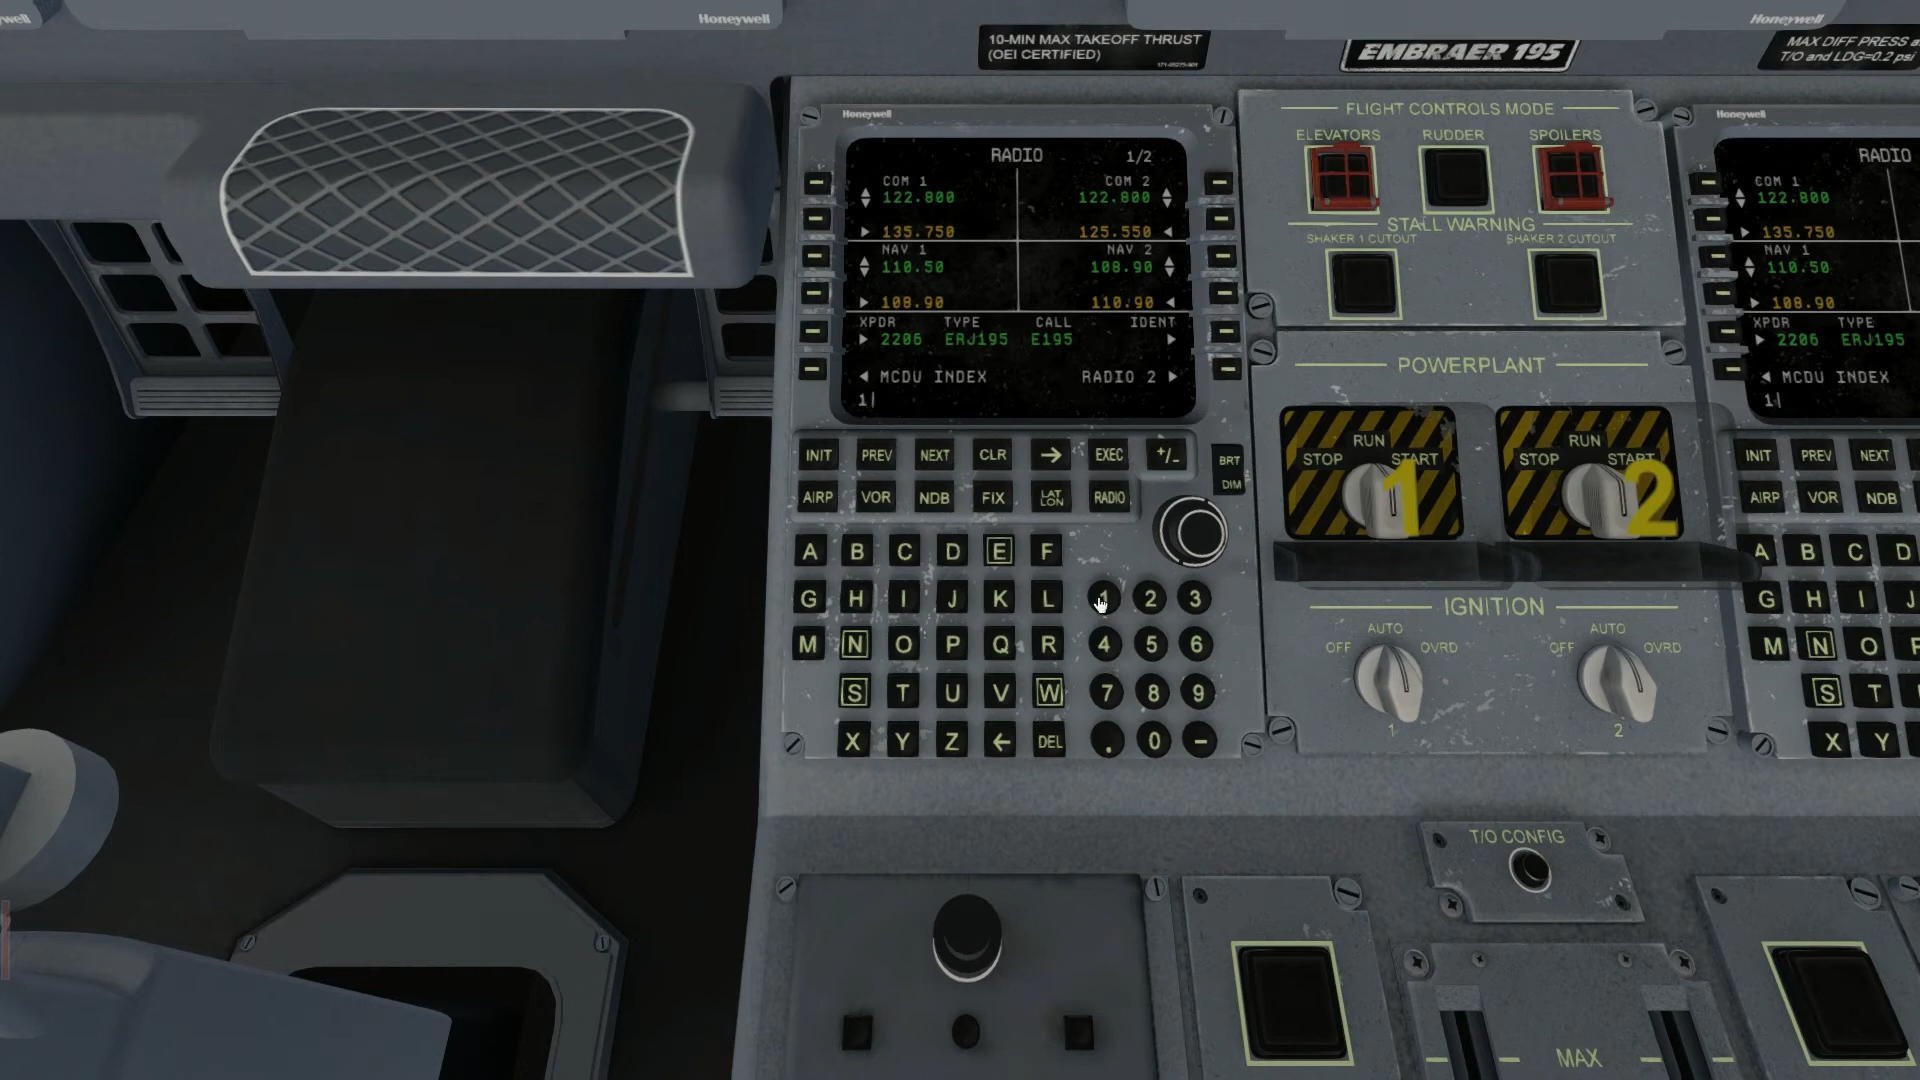 Honeywell
Honeywell
10-MIN MAX TAKEOFF THRUST
(OEI CERTIFIED)
EMBRAER 195
MAX DIFF PRESS
T/O and LDG=0.2 psi
Honeywell
RADIO 1/2
COM 1 COM 2
122.800 122.800
135.750 125.550
NAV 1 NAV 2
110.50 108.90
108.90 110.90
XPDR TYPE CALL IDENT
2206 ERJ195 E195
MCDU INDEX RADIO 2
1
INIT PREV NEXT CLR → EXEC +/-
BRT
DIM
AIRP VOR NDB FIX LAT LON RADIO
A B C D E F
G H I J K L 1 2 3
M N O P Q R 4 5 6
S T U V W 7 8 9
X Y Z ← DEL . 0 –
FLIGHT CONTROLS MODE
ELEVATORS RUDDER SPOILERS
STALL WARNING
SHAKER 1 CUTOUT SHAKER 2 CUTOUT
POWERPLANT
RUN RUN
STOP START STOP START
1 2
IGNITION
AUTO AUTO
OFF OVRD OFF OVRD
1 2
T/O CONFIG
MAX
Honeywell
RADIO
COM 1
122.800
135.750
NAV 1
110.50
108.90
XPDR TYPE
2206 ERJ195
MCDU INDEX
1
INIT PREV NEXT
AIRP VOR NDB
A B C D
G H I J
M N O P
S T
X Y